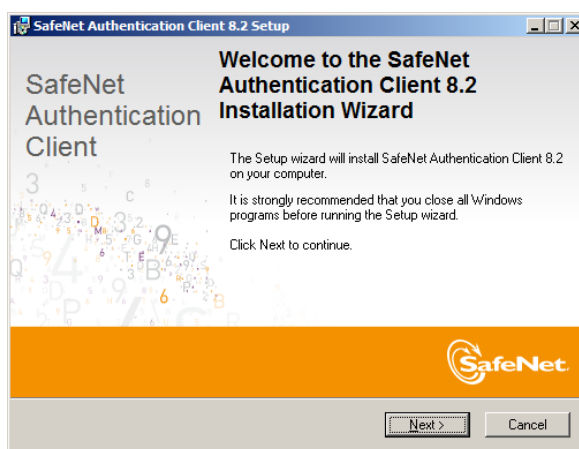 SafeNet Authentication Client 8.2 Setup
SafeNet
Authentication
Client
Welcome to the SafeNet
Authentication Client 8.2
Installation Wizard
The Setup wizard will install SafeNet Authentication Client 8.2
on your computer.
It is strongly recommended that you close all Windows
programs before running the Setup wizard.
Click Next to continue.
SafeNet.
Next >
Cancel